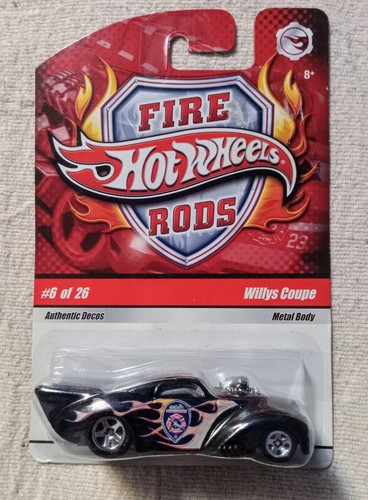 8+
FIRE
Hot Wheels
RODS
23
#6 of 26
Willys Coupe
Authentic Decos
Metal Body